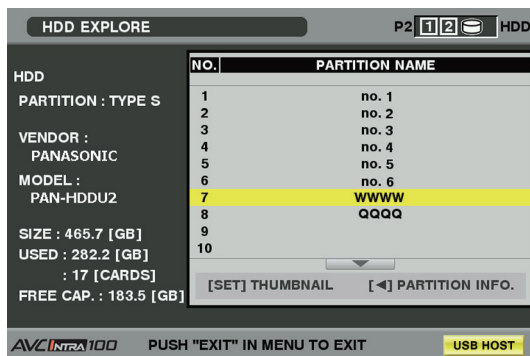 HDD EXPLORE
P2 1 2 HDD
HDD
PARTITION : TYPE S
VENDOR :
PANASONIC
MODEL :
PAN-HDDU2
SIZE : 465.7 [GB]
USED : 282.2 [GB]
: 17 [CARDS]
FREE CAP. : 183.5 [GB]
NO. PARTITION NAME
1 no. 1
2 no. 2
3 no. 3
4 no. 4
5 no. 5
6 no. 6
7 WWWW
8 QQQQ
9
10
[SET] THUMBNAIL [◀] PARTITION INFO.
AVC INTRA 100 PUSH "EXIT" IN MENU TO EXIT USB HOST